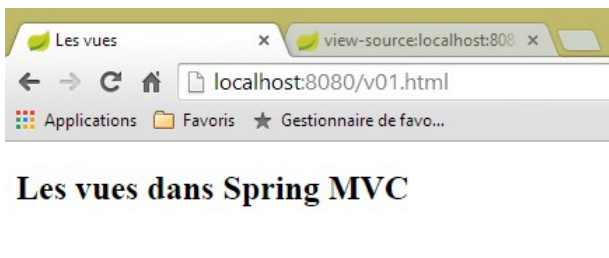 Les vues
view-source:localhost:808
localhost:8080/v01.html
Applications Favoris Gestionnaire de favo...
Les vues dans Spring MVC